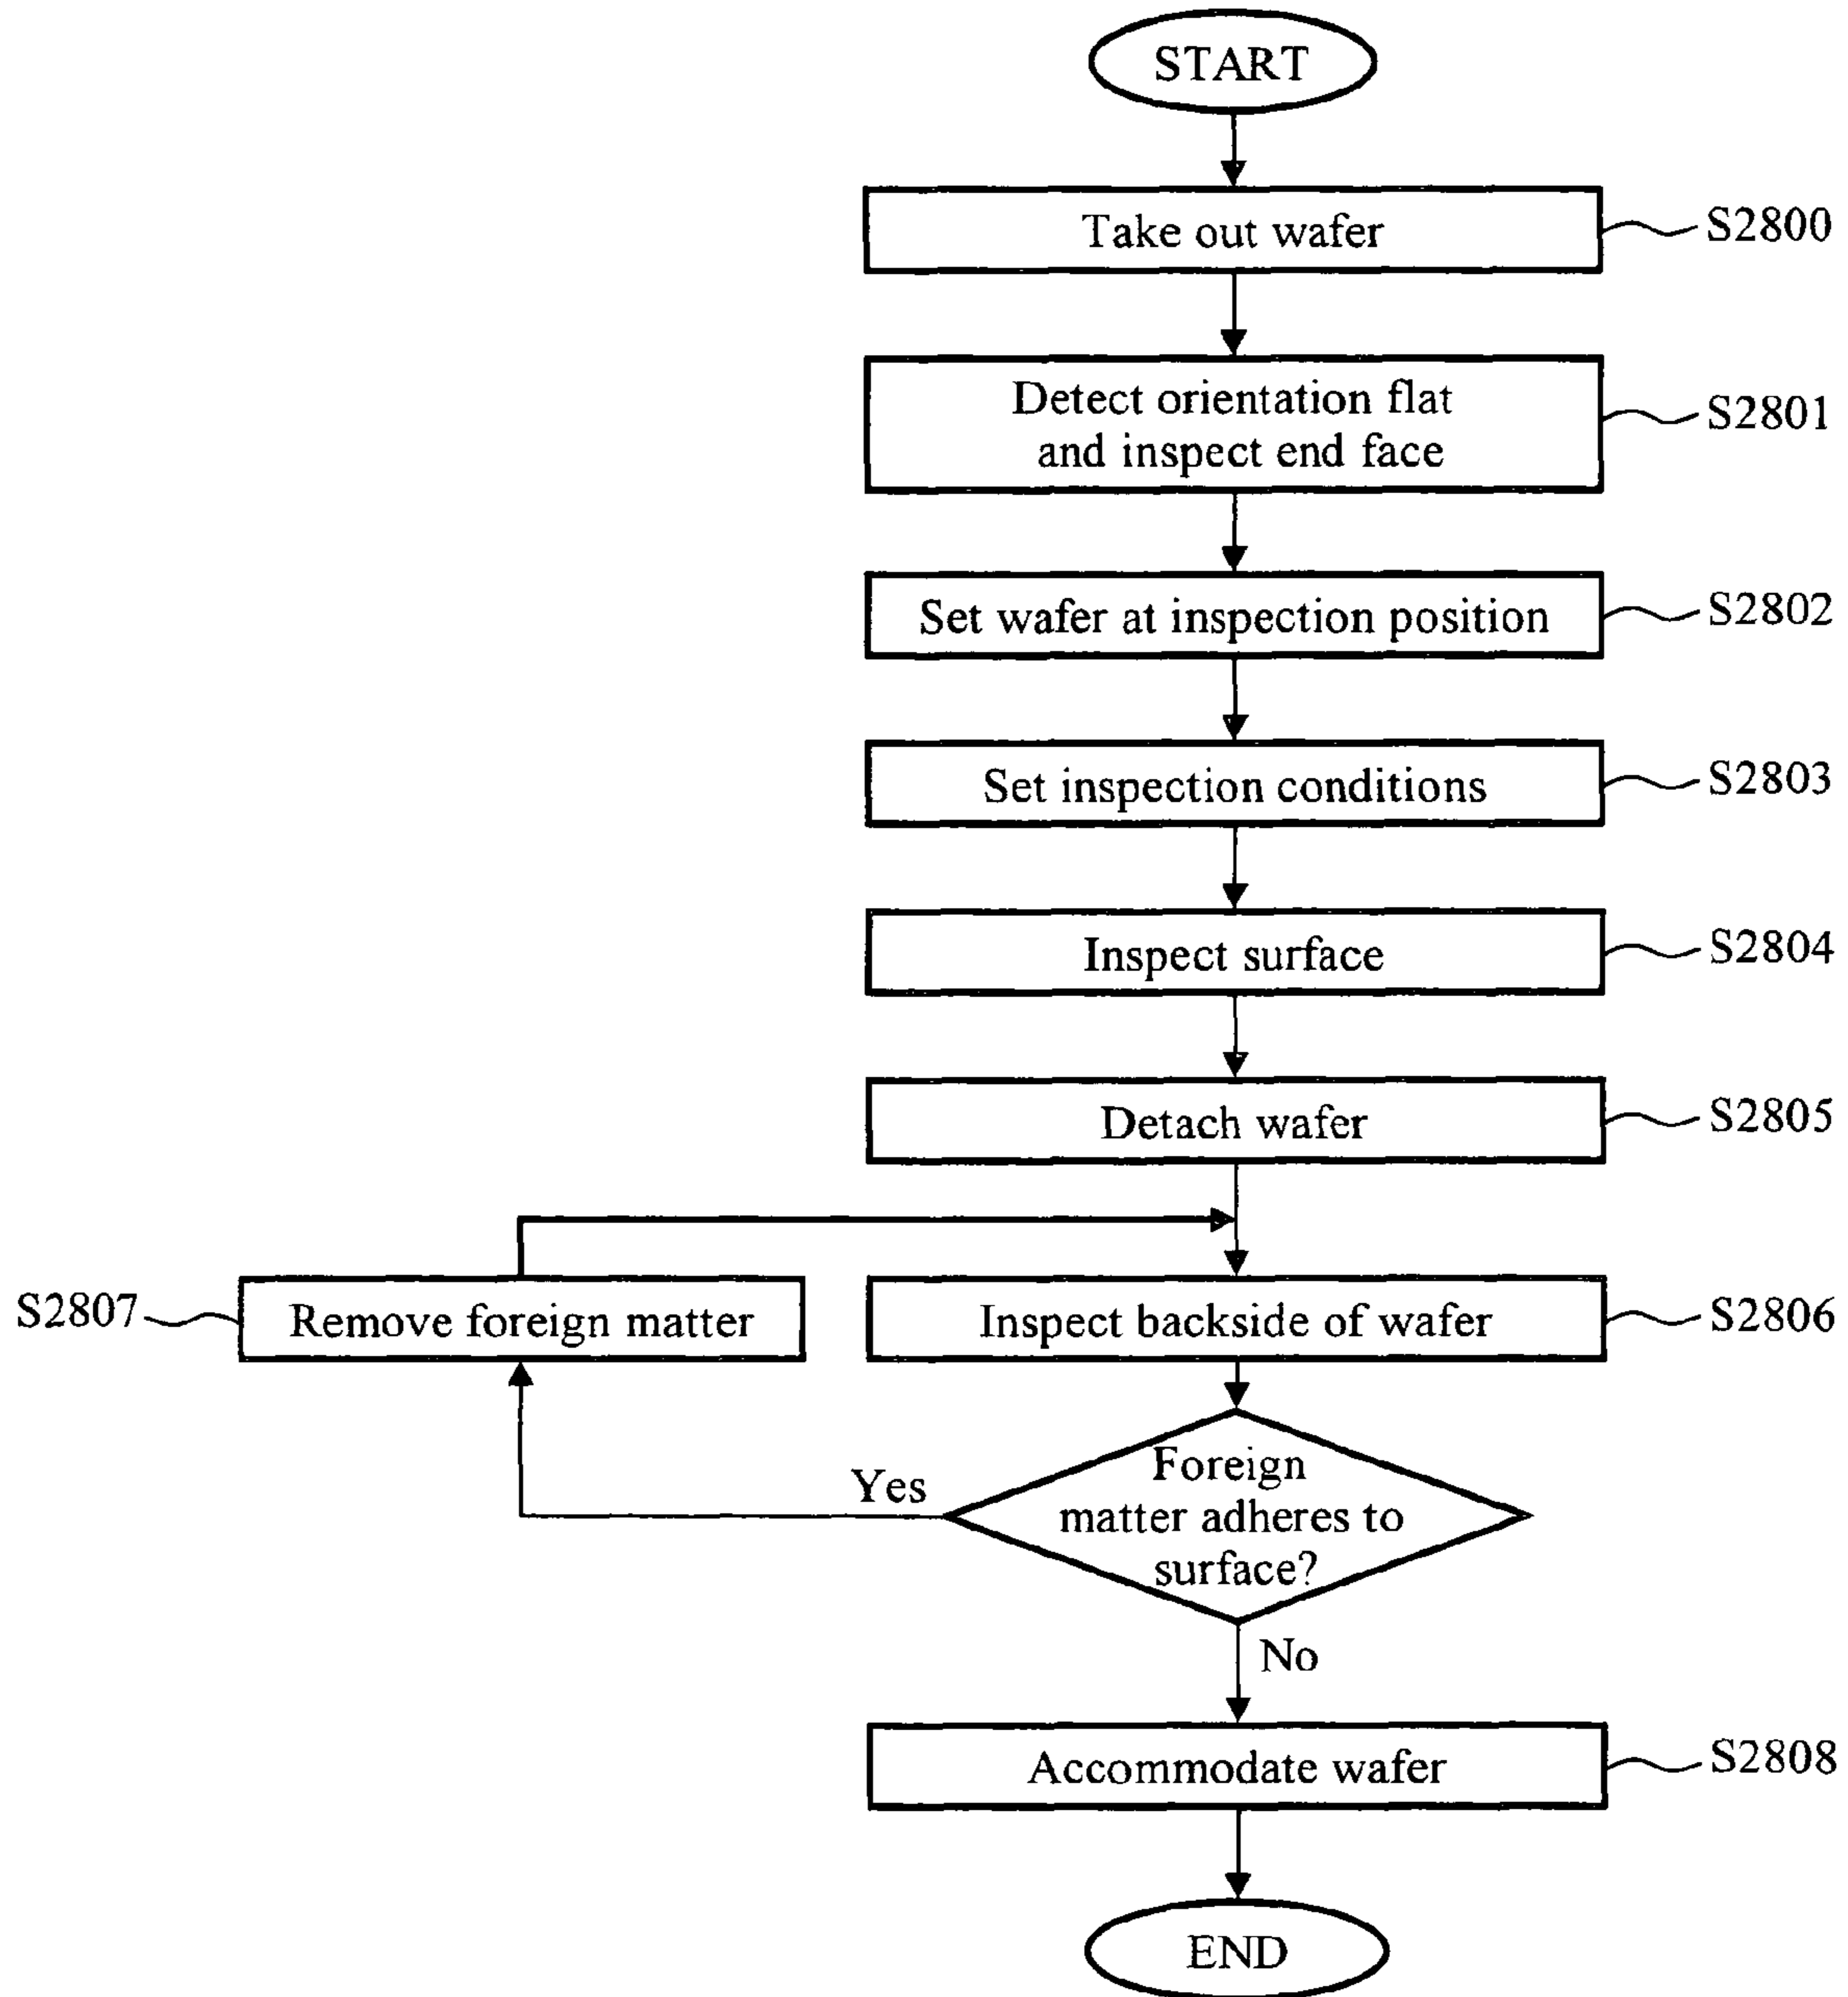 START
Take out wafer
S2800
Detect orientation flat
and inspect end face
S2801
Set wafer at inspection position
S2802
Set inspection conditions
S2803
Inspect surface
S2804
Detach wafer
S2805
S2807
Remove foreign matter
Inspect backside of wafer
S2806
Yes
Foreign
matter adheres to
surface?
No
Accommodate wafer
S2808
END